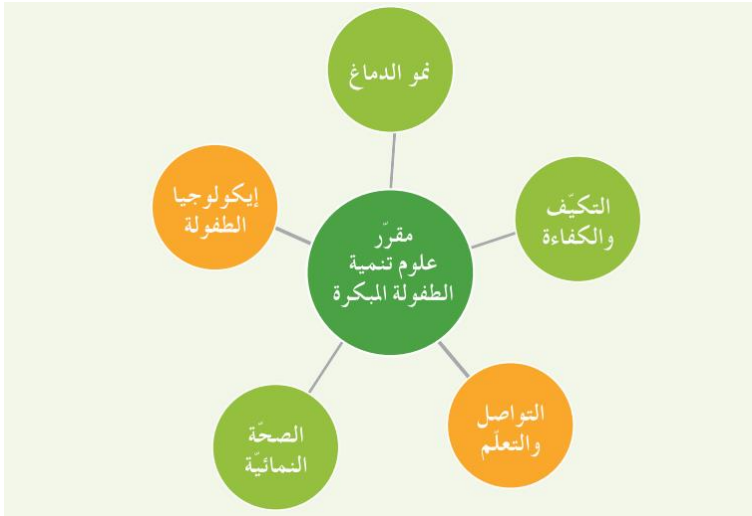 نمو الدماغ
التكيّف
والكفاءة
التواصل
والتعلّم
الصحّة
النمائيّة
إيكولوجيا
الطفولة
مقرّر
علوم تنمية
الطفولة المبكرة